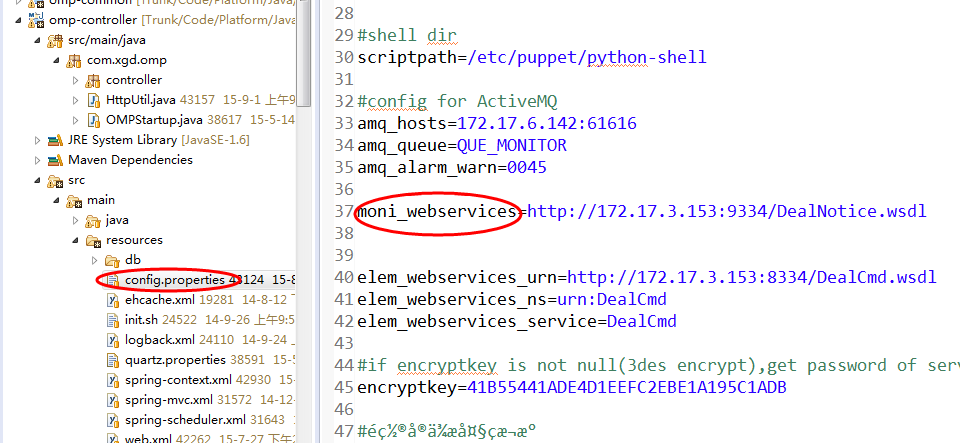 omp-common [Trunk/Code/Platform/Java/
omp-controller [Trunk/Code/Platform/Java
src/main/java
com.xgd.omp
controller
HttpUtil.java 43157 15-9-1 上午9
OMPStartup.java 38617 15-5-14
JRE System Library [JavaSE-1.6]
Maven Dependencies
src
main
java
resources
db
config.properties 43124 15-8
ehcache.xml 19281 14-8-12 下
init.sh 24522 14-9-26 上午9:5
logback.xml 24110 14-9-24
quartz.properties 38591 15-5
spring-context.xml 42930 15-
spring-mvc.xml 31572 14-12-
spring-scheduler.xml 31643
web.xml 42262 15-7-27 下午
28
29 #shell dir
30 scriptpath=/etc/puppet/python-shell
31
32 #config for ActiveMQ
33 amq_hosts=172.17.6.142:61616
34 amq_queue=QUE_MONITOR
35 amq_alarm_warn=0045
36
37 moni_webservices=http://172.17.3.153:9334/DealNotice.wsdl
38
39
40 elem_webservices_urn=http://172.17.3.153:8334/DealCmd.wsdl
41 elem_webservices_ns=urn:DealCmd
42 elem_webservices_service=DealCmd
43
44 #if encryptkey is not null(3des encrypt),get password of serv
45 encryptkey=41B55441ADE4D1EEFC2EBE1A195C1ADB
46
47